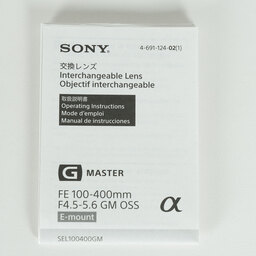 SONY
4-691-124-02(1)
交換レンズ
Interchangeable Lens
Objectif interchangeable
取扱説明書
Operating Instructions
Mode d'emploi
Manual de instrucciones
G MASTER
FE 100-400mm
F4.5-5.6 GM OSS
α
E-mount
SEL100400GM